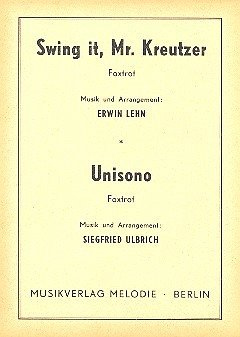 Swing it, Mr. Kreutzer
Foxtrot
Musik und Arrangement:
ERWIN LEHN
*
Unisono
Foxtrot
Musik und Arrangement:
SIEGFRIED ULBRICH
MUSIKVERLAG MELODIE · BERLIN